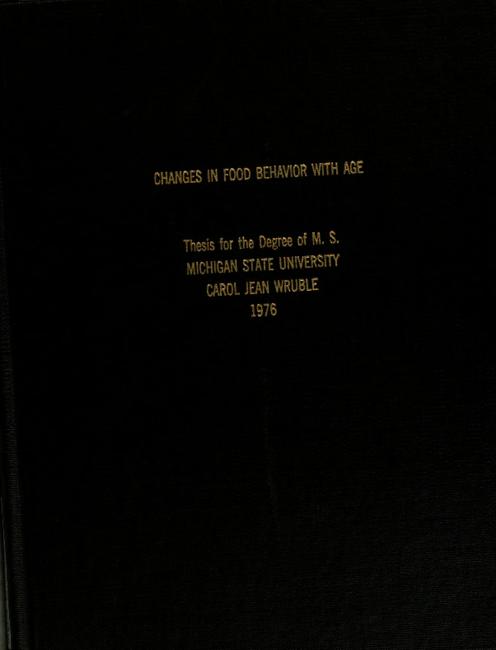 CHANGES IN FOOD BEHAVIOR WITH AGE
Thesis for the Degree of M. S.
MICHIGAN STATE UNIVERSITY
CAROL JEAN WRUBLE
1976